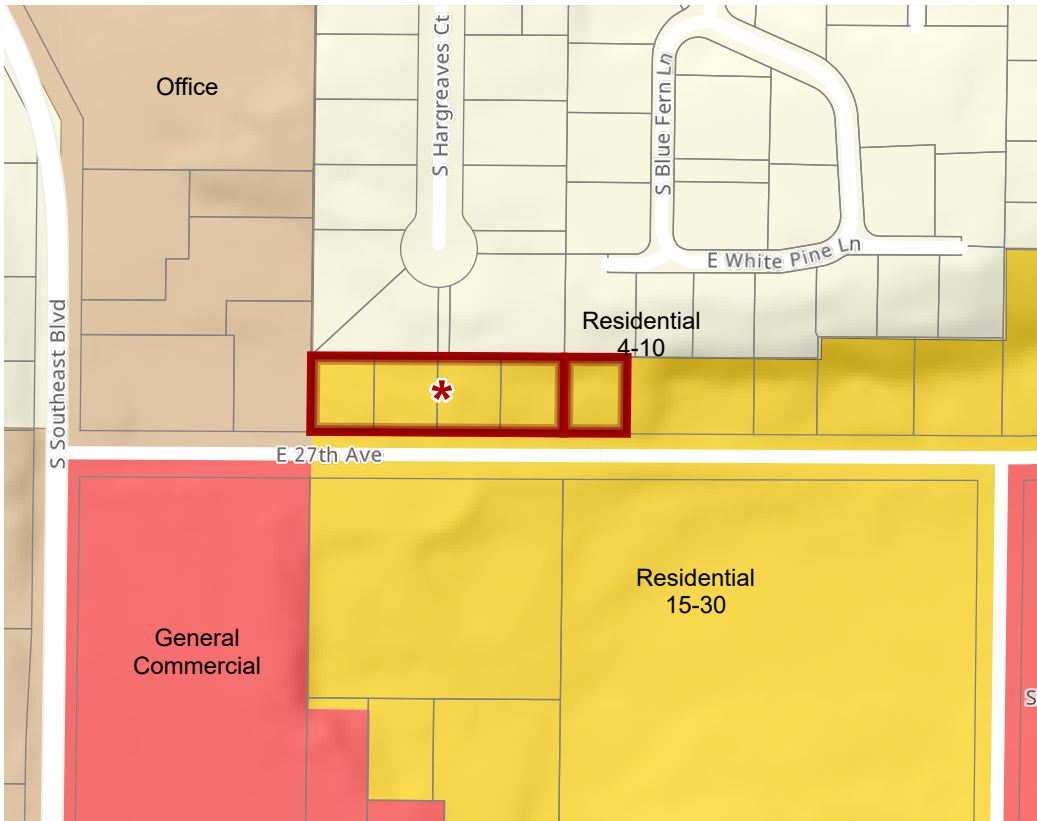 Office
S Hargreaves Ct
S Blue Fern Ln
E White Pine Ln
Residential
4-10
*
S Southeast Blvd
E 27th Ave
Residential
15-30
General
Commercial
S